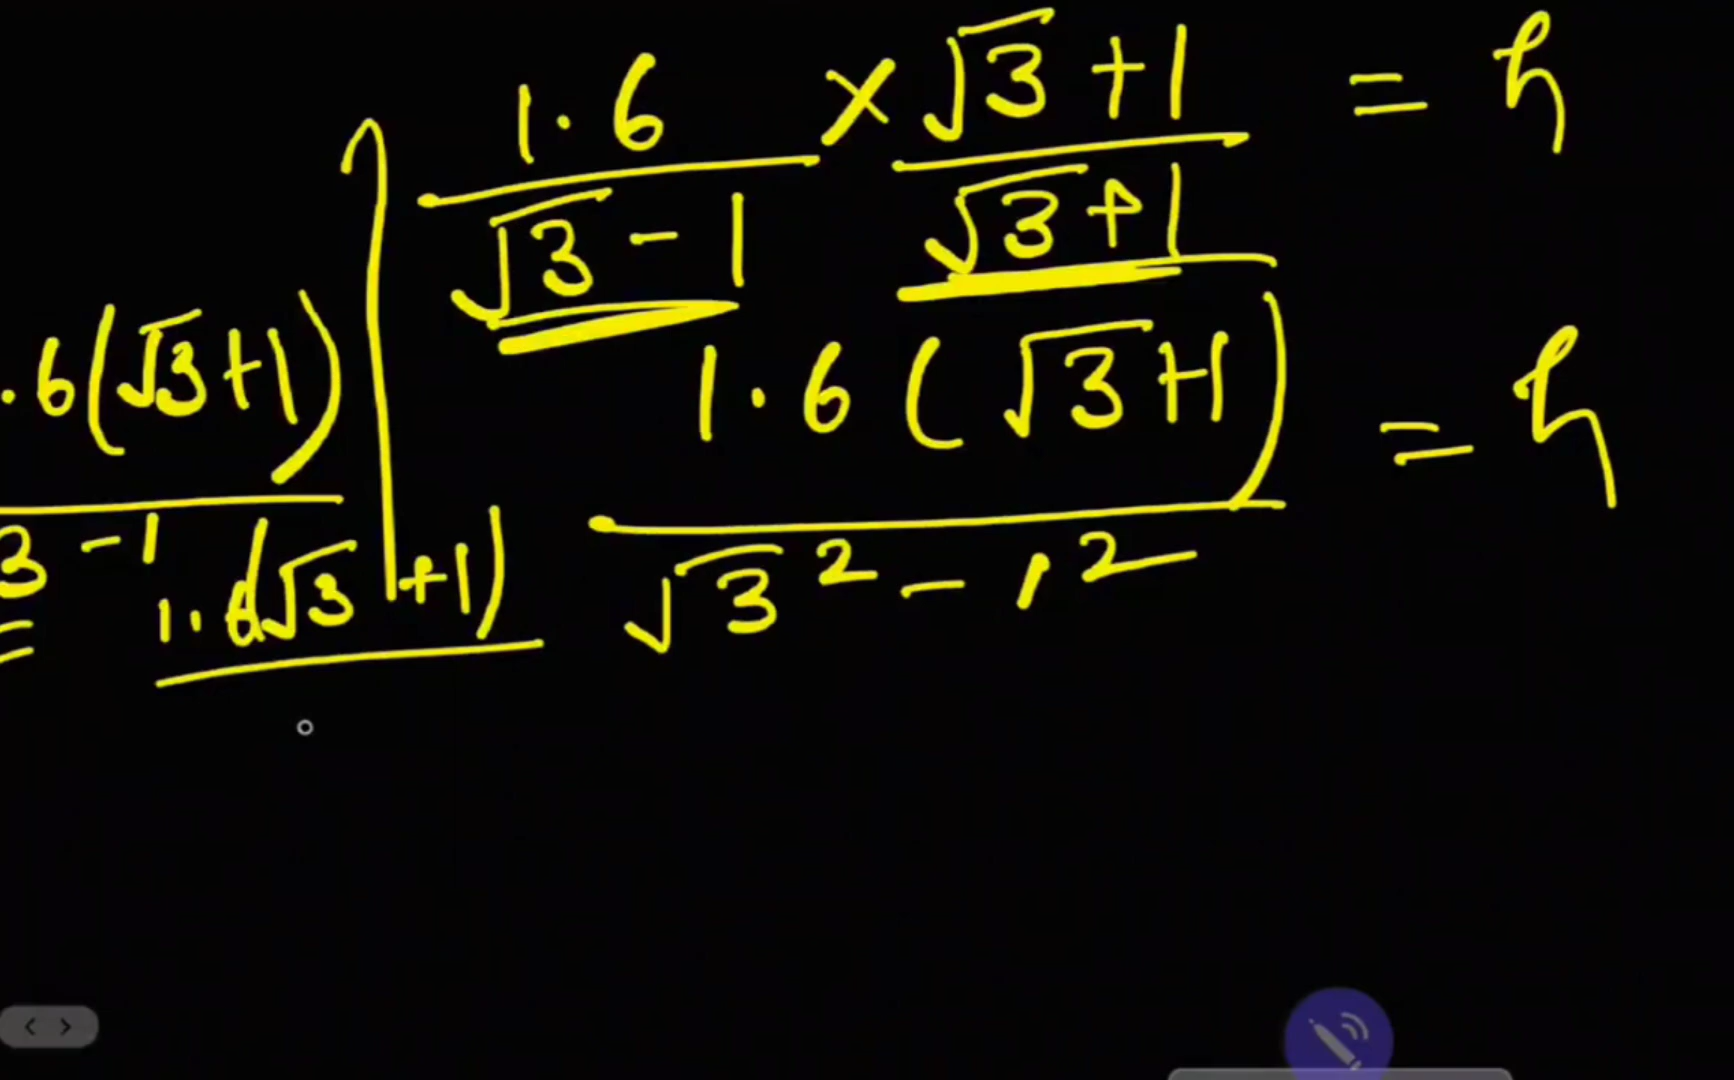 1.6 × √3 + 1 = h
√3 - 1 √3 + 1
1.6 ( √3 + 1 ) = h
√3² - 1²
.6(√3+1)
3 - 1
=
1.6(√3 +1)